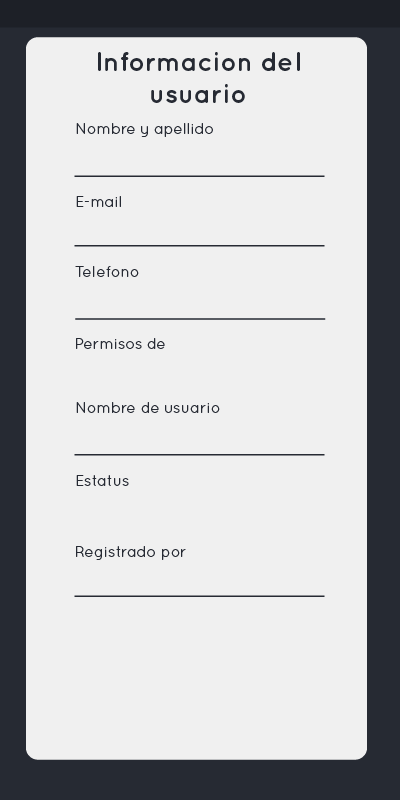 Informacion del
usuario
Nombre y apellido
E-mail
Telefono
Permisos de
Nombre de usuario
Estatus
Registrado por